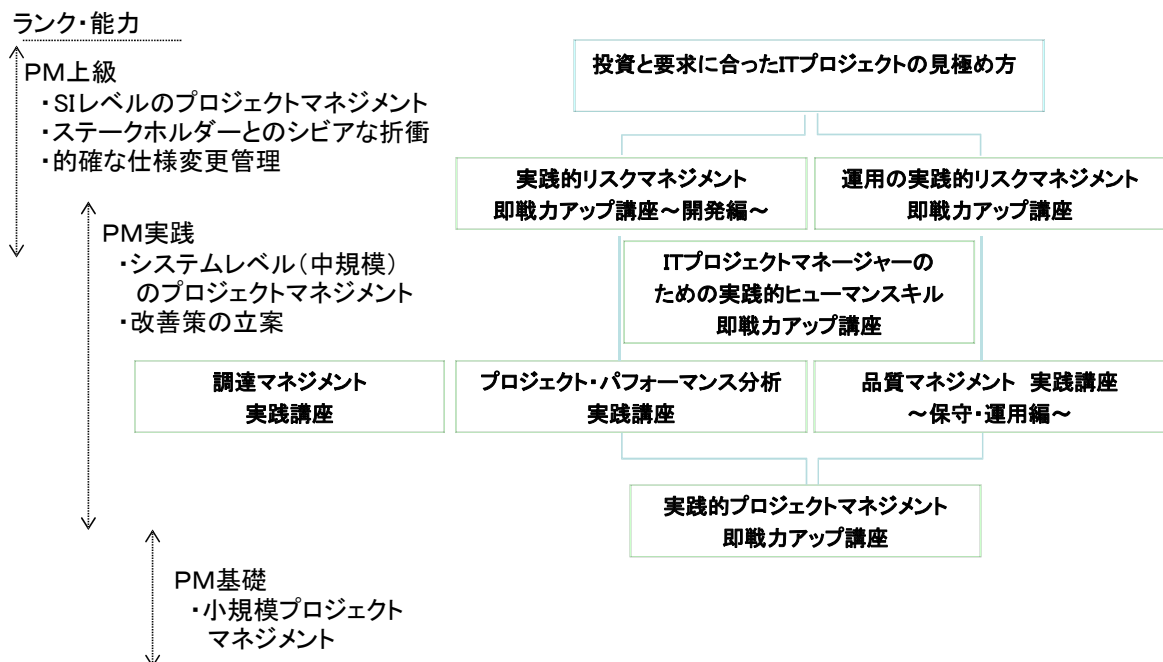 ランク・能力
PM上級
・SIレベルのプロジェクトマネジメント
・ステークホルダーとのシビアな折衝
・的確な仕様変更管理
PM実践
・システムレベル(中規模)
のプロジェクトマネジメント
・改善策の立案
PM基礎
・小規模プロジェクト
マネジメント
投資と要求に合ったITプロジェクトの見極め方
実践的リスクマネジメント
即戦力アップ講座~開発編~
運用の実践的リスクマネジメント
即戦力アップ講座
ITプロジェクトマネージャーの
ための実践的ヒューマンスキル
即戦力アップ講座
調達マネジメント
実践講座
プロジェクト・パフォーマンス分析
実践講座
品質マネジメント 実践講座
~保守・運用編~
実践的プロジェクトマネジメント
即戦力アップ講座